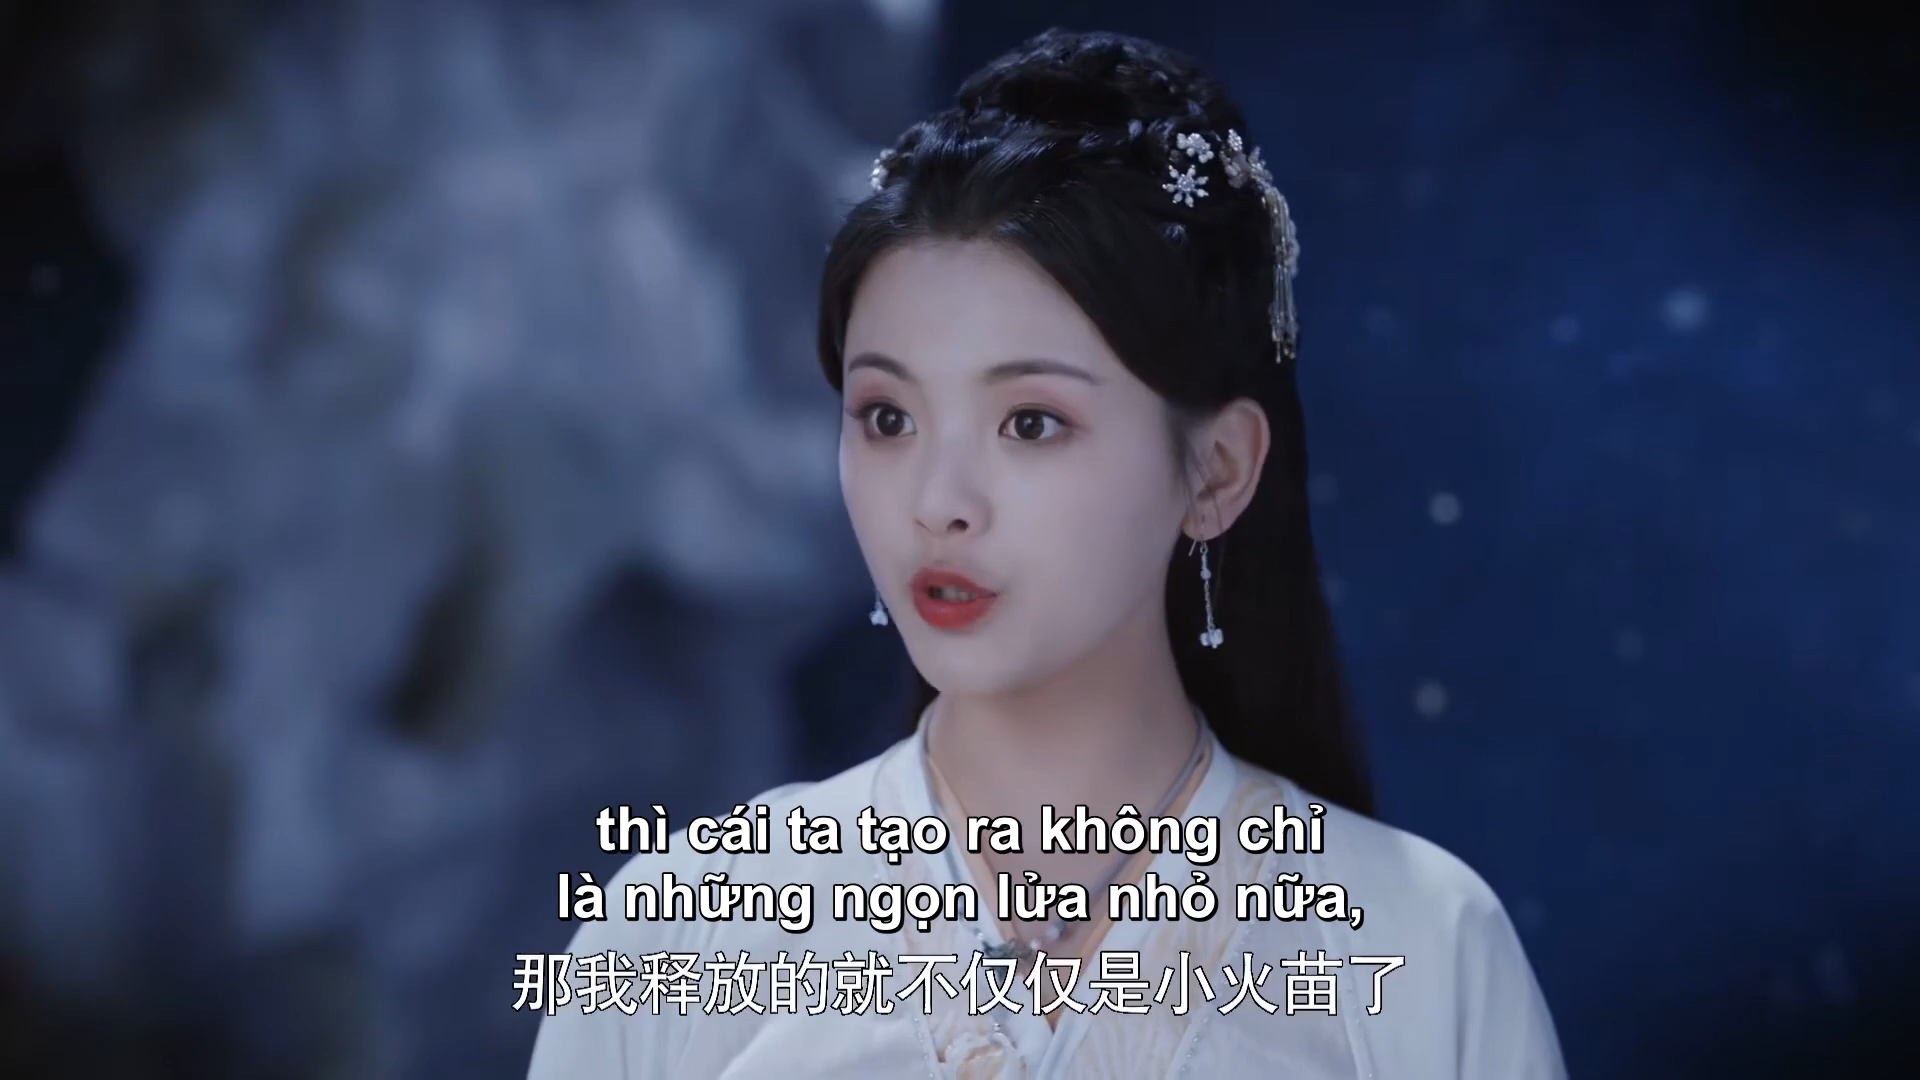 thì cái ta tạo ra không chỉ
là những ngọn lửa nhỏ nữa,
那我释放的就不仅仅是小火苗了